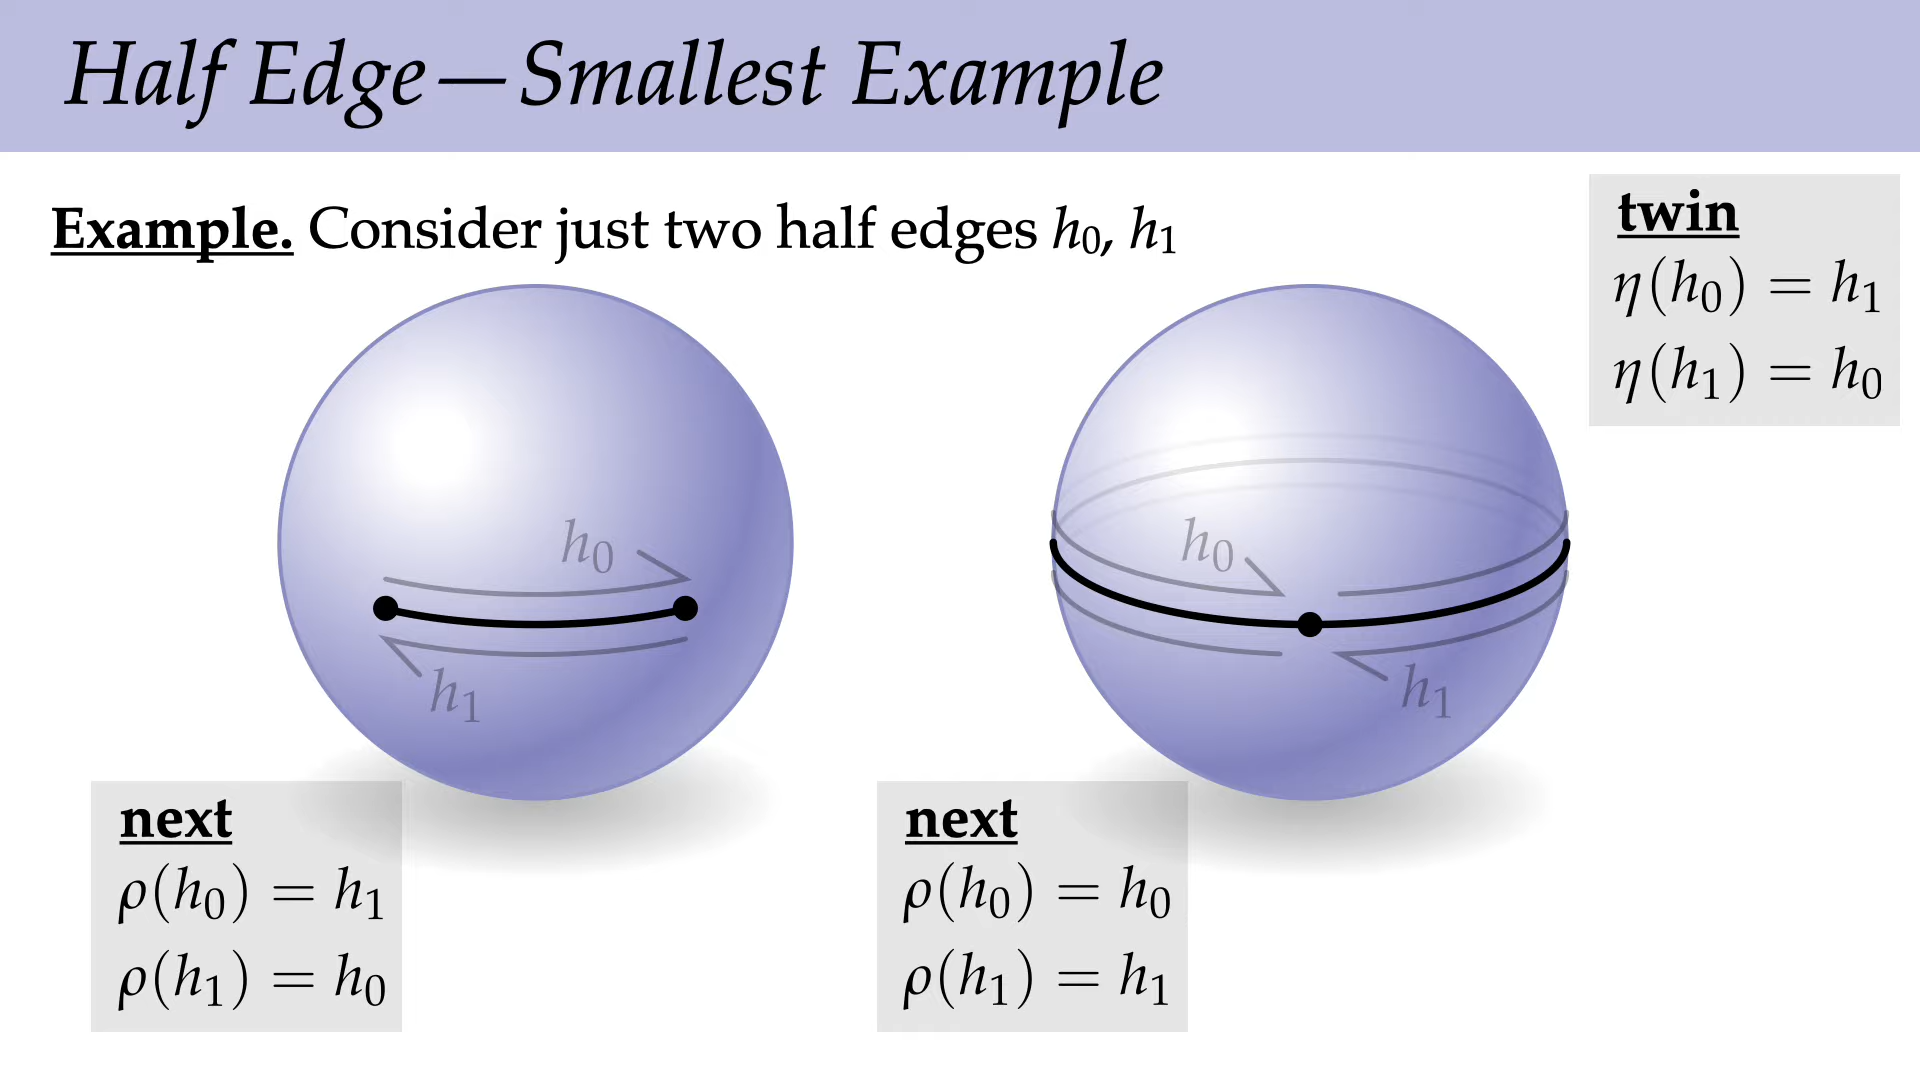 Half Edge—Smallest Example
Example. Consider just two half edges h₀, h₁
twin
η(h₀) = h₁
η(h₁) = h₀
h₀
h₁
h₀
h₁
next
ρ(h₀) = h₁
ρ(h₁) = h₀
next
ρ(h₀) = h₀
ρ(h₁) = h₁